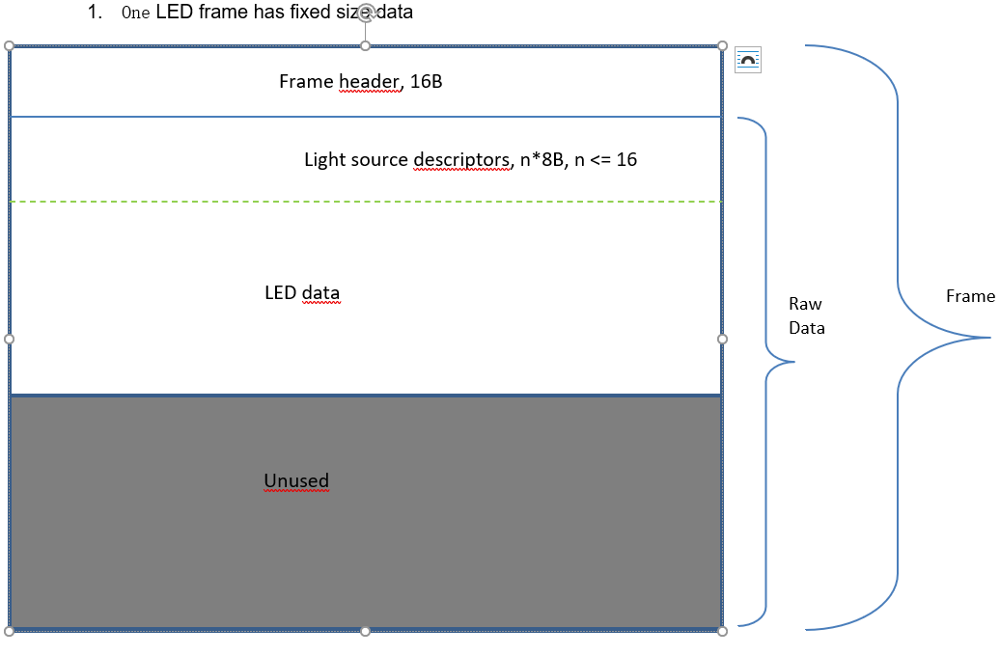 1. One LED frame has fixed size data
Frame header, 16B
Light source descriptors, n*8B, n <= 16
LED data
Raw
Data
Frame
Unused